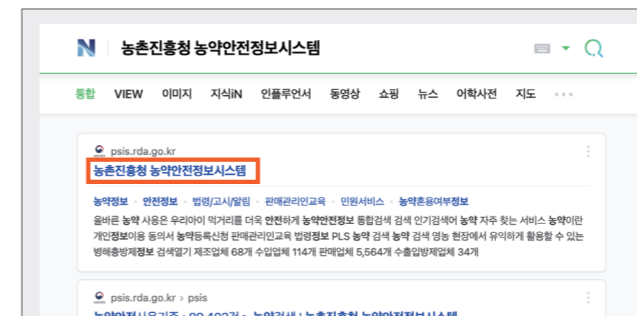 N 농촌진흥청 농약안전정보시스템
통합 VIEW 이미지 지식iN 인플루언서 동영상 쇼핑 뉴스 어학사전 지도
psis.rda.go.kr
농촌진흥청 농약안전정보시스템
농약정보 · 안전정보 · 법령/고시/알림 · 판매관리인교육 · 민원서비스 · 농약혼용여부정보
올바른 농약 사용은 우리아이 먹거리를 더욱 안전하게 농약안전정보 통합검색 검색 인기검색어 농약 자주 찾는 서비스 농약이란
개인정보이용 동의서 농약등록신청 판매관리인교육 법령정보 PLS 농약 검색 농약 검색 영농 현장에서 유익하게 활용할 수 있는
병해충방제정보 검색열기 제조업체 68개 수입업체 114개 판매업체 5,564개 수출입방제업체 34개
psis.rda.go.kr › psis